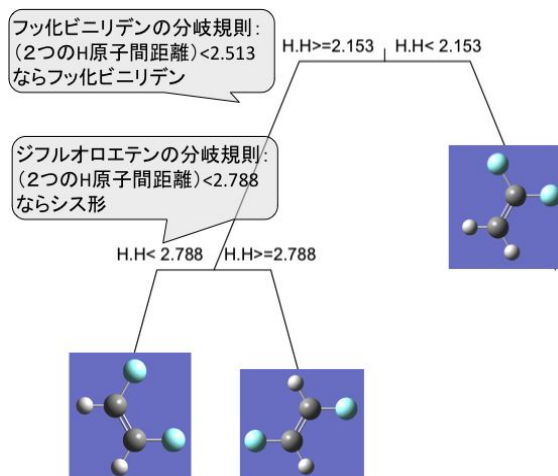 フッ化ビニリデンの分岐規則:
(2つのH原子間距離)<2.513
ならフッ化ビニリデン
H.H>=2.153
H.H< 2.153
ジフルオロエテンの分岐規則:
(2つのH原子間距離)<2.788
ならシス形
H.H< 2.788
H.H>=2.788